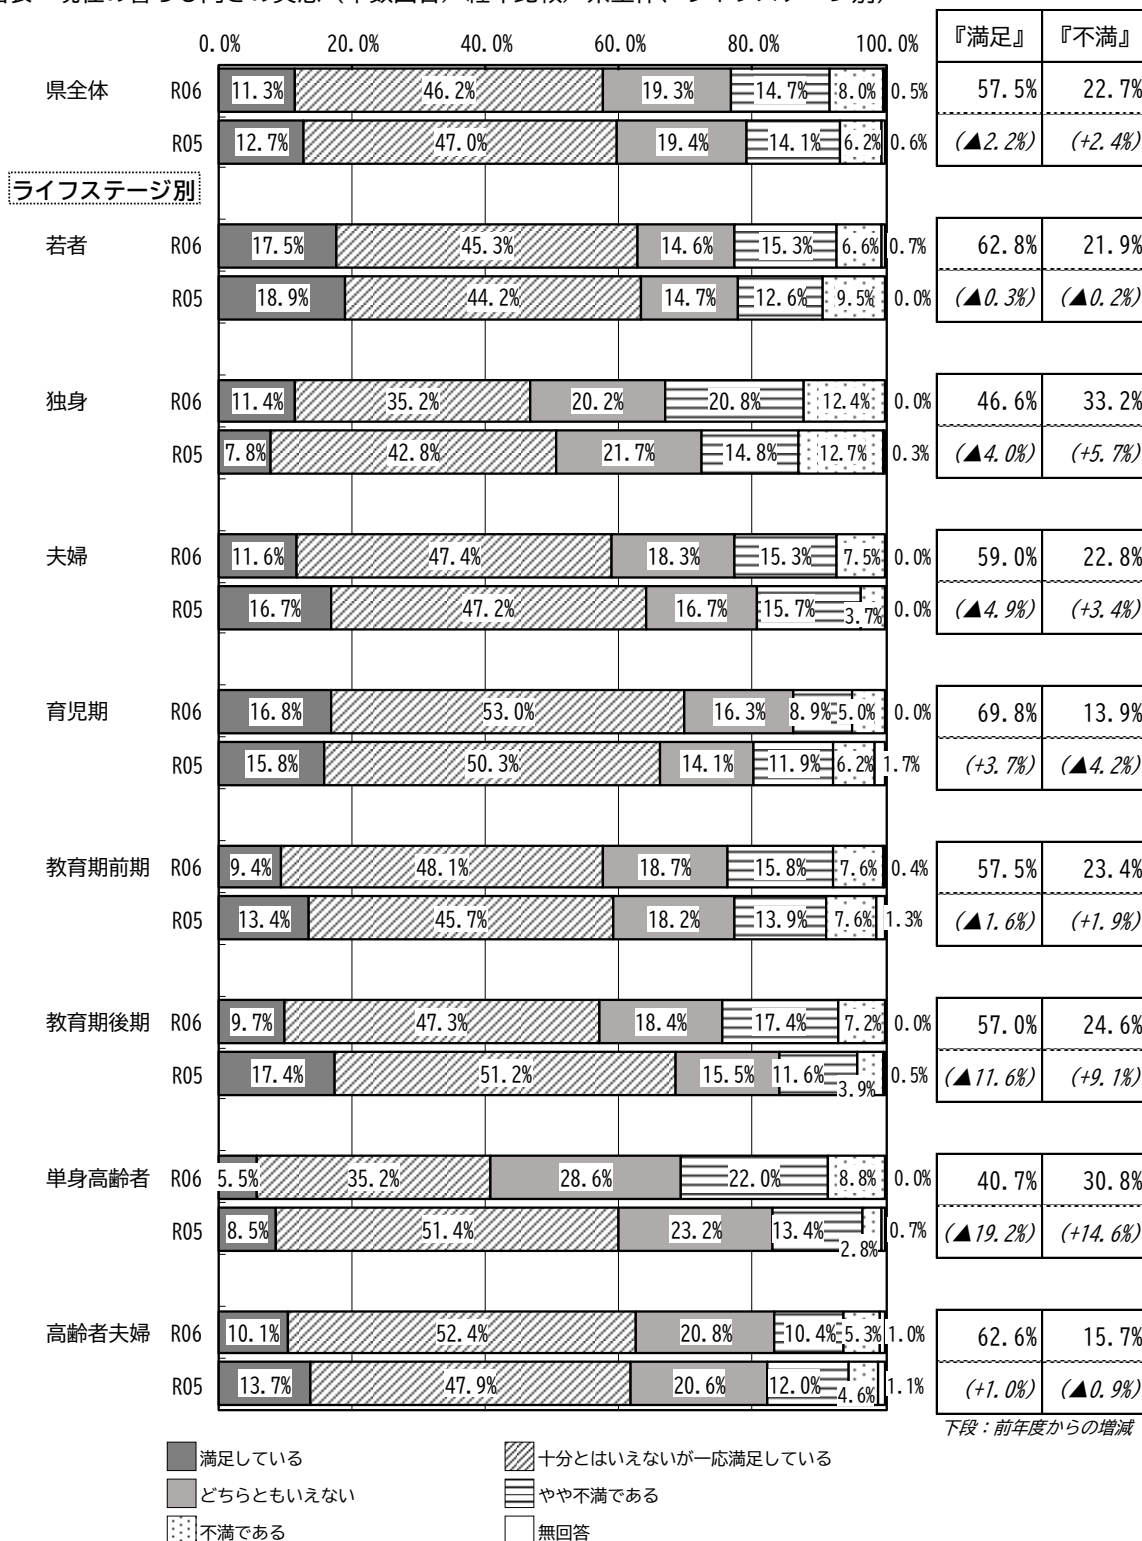 0.0% 20.0% 40.0% 60.0% 80.0% 100.0% 『満足』 『不満』
県全体 R06 11.3% 46.2% 19.3% 14.7% 8.0% 0.5% 57.5% 22.7%
R05 12.7% 47.0% 19.4% 14.1% 6.2% 0.6% (▲2.2%) (+2.4%)
ライフステージ別
若者 R06 17.5% 45.3% 14.6% 15.3% 6.6% 0.7% 62.8% 21.9%
R05 18.9% 44.2% 14.7% 12.6% 9.5% 0.0% (▲0.3%) (▲0.2%)
独身 R06 11.4% 35.2% 20.2% 20.8% 12.4% 0.0% 46.6% 33.2%
R05 7.8% 42.8% 21.7% 14.8% 12.7% 0.3% (▲4.0%) (+5.7%)
夫婦 R06 11.6% 47.4% 18.3% 15.3% 7.5% 0.0% 59.0% 22.8%
R05 16.7% 47.2% 16.7% 15.7% 3.7% 0.0% (▲4.9%) (+3.4%)
育児期 R06 16.8% 53.0% 16.3% 8.9% 5.0% 0.0% 69.8% 13.9%
R05 15.8% 50.3% 14.1% 11.9% 6.2% 1.7% (+3.7%) (▲4.2%)
教育期前期 R06 9.4% 48.1% 18.7% 15.8% 7.6% 0.4% 57.5% 23.4%
R05 13.4% 45.7% 18.2% 13.9% 7.6% 1.3% (▲1.6%) (+1.9%)
教育期後期 R06 9.7% 47.3% 18.4% 17.4% 7.2% 0.0% 57.0% 24.6%
R05 17.4% 51.2% 15.5% 11.6% 3.9% 0.5% (▲11.6%) (+9.1%)
単身高齢者 R06 5.5% 35.2% 28.6% 22.0% 8.8% 0.0% 40.7% 30.8%
R05 8.5% 51.4% 23.2% 13.4% 2.8% 0.7% (▲19.2%) (+14.6%)
高齢者夫婦 R06 10.1% 52.4% 20.8% 10.4% 5.3% 1.0% 62.6% 15.7%
R05 13.7% 47.9% 20.6% 12.0% 4.6% 1.1% (+1.0%) (▲0.9%)
下段：前年度からの増減
満足している 十分とはいえないが一応満足している
どちらともいえない やや不満である
不満である 無回答